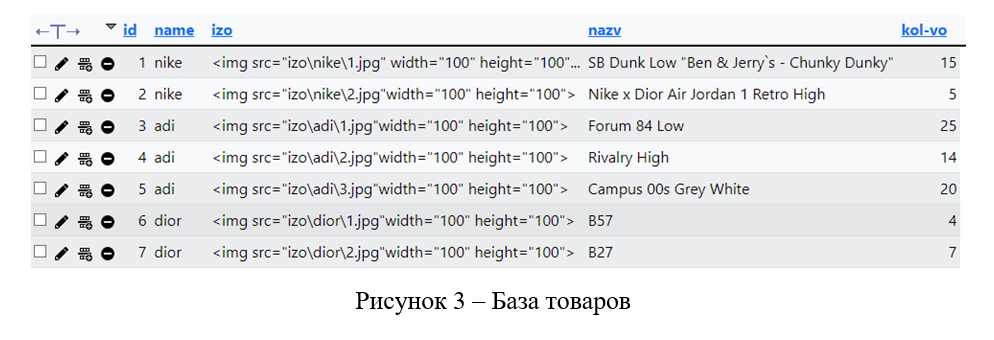 ←T→ id name izo nazv kol-vo
1 nike <img src="izo\nike\1.jpg" width="100" height="100"... SB Dunk Low "Ben & Jerry`s - Chunky Dunky" 15
2 nike <img src="izo\nike\2.jpg"width="100" height="100"> Nike x Dior Air Jordan 1 Retro High 5
3 adi <img src="izo\adi\1.jpg"width="100" height="100"> Forum 84 Low 25
4 adi <img src="izo\adi\2.jpg"width="100" height="100"> Rivalry High 14
5 adi <img src="izo\adi\3.jpg"width="100" height="100"> Campus 00s Grey White 20
6 dior <img src="izo\dior\1.jpg"width="100" height="100"> B57 4
7 dior <img src="izo\dior\2.jpg"width="100" height="100"> B27 7
Рисунок 3 – База товаров